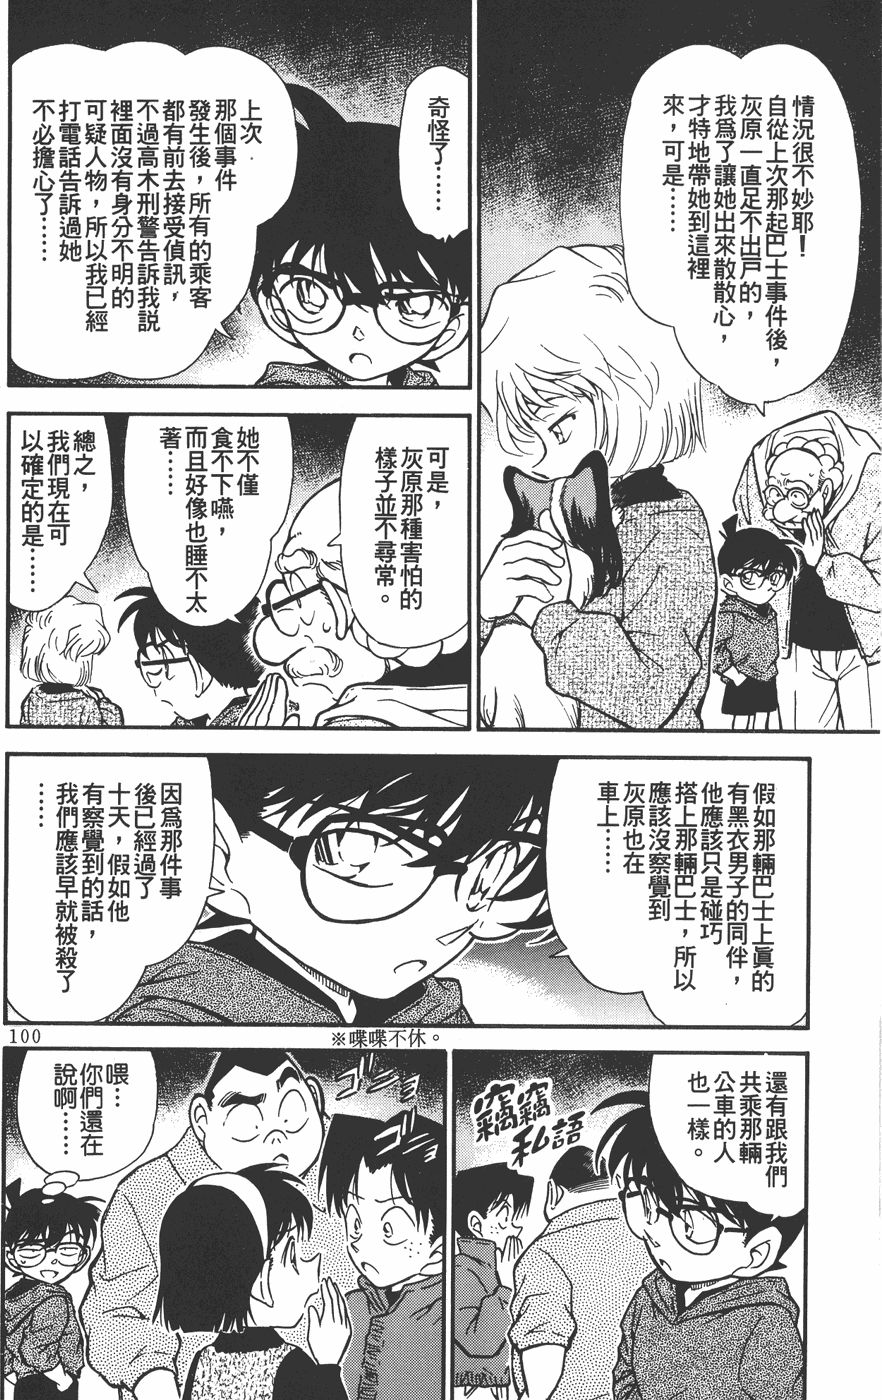 情況很不妙耶！
自從上次那起巴士事件後，
灰原一直足不出戸的，
我爲了讓她出來散散心，
才特地帶她到這裡
來，可是……
奇怪了……
上次
那個事件
發生後，所有的乘客
都有前去接受偵訊，
不過高木刑警告訴我說
裡面沒有身分不明的
可疑人物，所以我已經
打電話告訴過她
不必擔心了……
可是，
灰原那種害怕的
樣子並不尋常。
她不僅
食不下嚥，
而且好像也睡不太
著……
總之，
我們現在可
以確定的是……
假如那輛巴士上眞的
有黑衣男子的同伴，
他應該只是碰巧
搭上那輛巴士，所以
應該沒察覺到
灰原也在
車上……
因爲那件事
後已經過了
十天，假如他
有察覺到的話，
我們應該早就被殺了
……
100
※喋喋不休。
還有跟我們
共乘那輛
公車的人
也一樣。
竊竊
私語
喂…
你們還在
說啊……